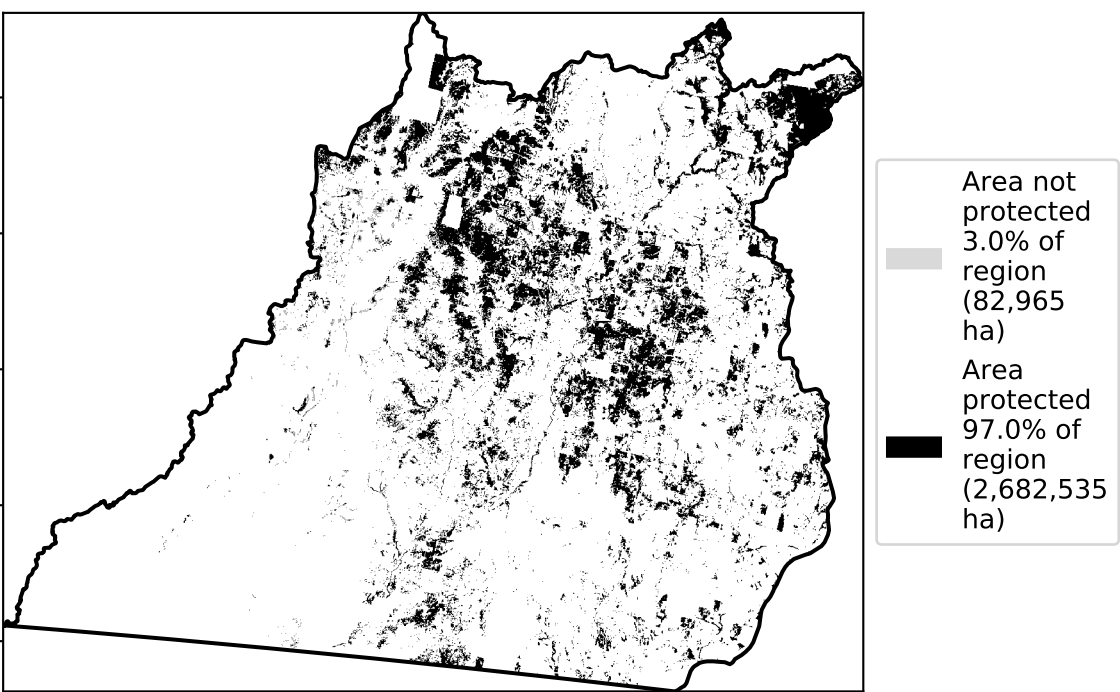 Area not
protected
3.0% of
region
(82,965
ha)
Area
protected
97.0% of
region
(2,682,535
ha)